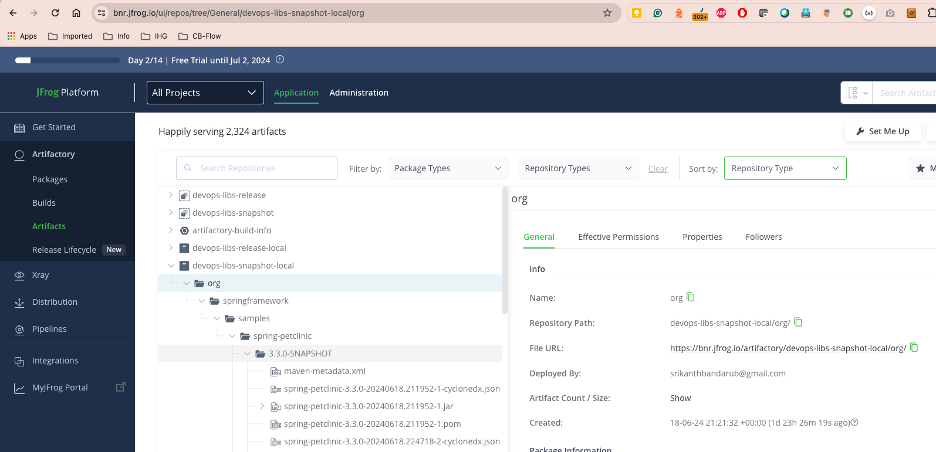 bnr.jfrog.io/ui/repos/tree/General/devops-libs-snapshot-local/org
302+
ABP
Apps Imported Info IHG CB-Flow
Day 2/14 | Free Trial until Jul 2, 2024
JFrog Platform
All Projects
Application
Administration
Search Artifact
Get Started
Artifactory
Packages
Builds
Artifacts
Release Lifecycle New
Xray
Distribution
Pipelines
Integrations
MyJFrog Portal
Happily serving 2,324 artifacts
Set Me Up
Search Repositories
Filter by: Package Types Repository Types Clear Sort by: Repository Type
M
devops-libs-release
devops-libs-snapshot
artifactory-build-info
devops-libs-release-local
devops-libs-snapshot-local
org
springframework
samples
spring-petclinic
3.3.0-SNAPSHOT
maven-metadata.xml
spring-petclinic-3.3.0-20240618.211952-1-cyclonedx.json
spring-petclinic-3.3.0-20240618.211952-1.jar
spring-petclinic-3.3.0-20240618.211952-1.pom
spring-petclinic-3.3.0-20240618.224718-2-cyclonedx.json
org
General Effective Permissions Properties Followers
Info
Name: org
Repository Path: devops-libs-snapshot-local/org/
File URL: https://bnr.jfrog.io/artifactory/devops-libs-snapshot-local/org/
Deployed By: srikanthbandarub@gmail.com
Artifact Count / Size: Show
Created: 18-06-24 21:21:32 +00:00 (1d 23h 26m 19s ago)
Package Information